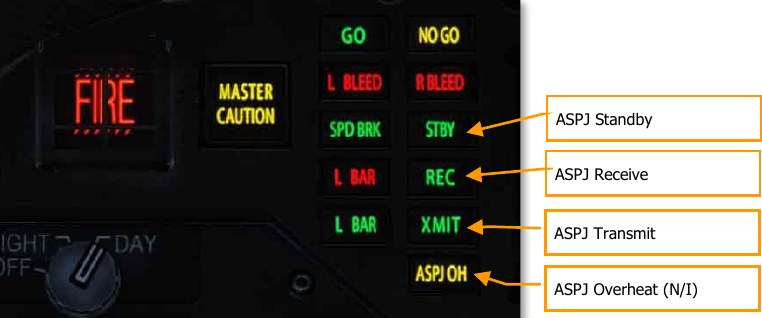 GO
NO GO
FIRE
MASTER
CAUTION
L BLEED
R BLEED
SPD BRK
STBY
ASPJ Standby
L BAR
REC
ASPJ Receive
L BAR
XMIT
ASPJ Transmit
IGHT
DAY
OFF
ASPJ OH
ASPJ Overheat (N/I)